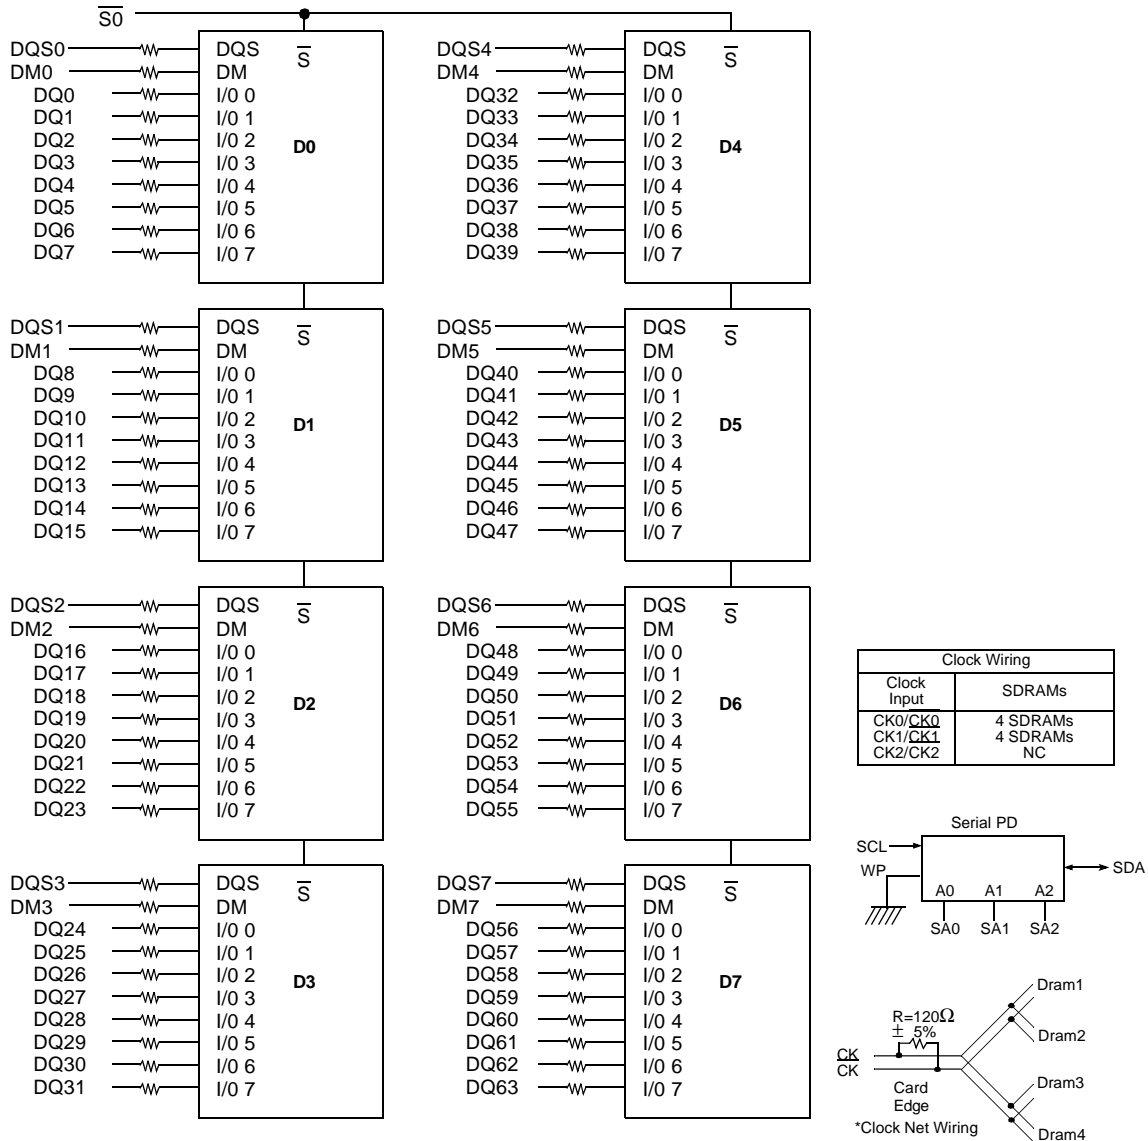 S0
DQS0 DQS
DM0 DM S
DQ0 I/0 0
DQ1 I/0 1
DQ2 I/0 2
D0
DQ3 I/0 3
DQ4 I/0 4
DQ5 I/0 5
DQ6 I/0 6
DQ7 I/0 7
DQS1 DQS
DM1 DM S
DQ8 I/0 0
DQ9 I/0 1
DQ10 I/0 2
D1
DQ11 I/0 3
DQ12 I/0 4
DQ13 I/0 5
DQ14 I/0 6
DQ15 I/0 7
DQS2 DQS
DM2 DM S
DQ16 I/0 0
DQ17 I/0 1
DQ18 I/0 2
D2
DQ19 I/0 3
DQ20 I/0 4
DQ21 I/0 5
DQ22 I/0 6
DQ23 I/0 7
DQS3 DQS
DM3 DM S
DQ24 I/0 0
DQ25 I/0 1
DQ26 I/0 2
D3
DQ27 I/0 3
DQ28 I/0 4
DQ29 I/0 5
DQ30 I/0 6
DQ31 I/0 7
DQS4 DQS
DM4 DM S
DQ32 I/0 0
DQ33 I/0 1
DQ34 I/0 2
D4
DQ35 I/0 3
DQ36 I/0 4
DQ37 I/0 5
DQ38 I/0 6
DQ39 I/0 7
DQS5 DQS
DM5 DM S
DQ40 I/0 0
DQ41 I/0 1
DQ42 I/0 2
D5
DQ43 I/0 3
DQ44 I/0 4
DQ45 I/0 5
DQ46 I/0 6
DQ47 I/0 7
DQS6 DQS
DM6 DM S
DQ48 I/0 0
DQ49 I/0 1
DQ50 I/0 2
D6
DQ51 I/0 3
DQ52 I/0 4
DQ53 I/0 5
DQ54 I/0 6
DQ55 I/0 7
DQS7 DQS
DM7 DM S
DQ56 I/0 0
DQ57 I/0 1
DQ58 I/0 2
D7
DQ59 I/0 3
DQ60 I/0 4
DQ61 I/0 5
DQ62 I/0 6
DQ63 I/0 7
Clock Wiring
Clock
Input
SDRAMs
CK0/CK0 4 SDRAMs
CK1/CK1 4 SDRAMs
CK2/CK2 NC
Serial PD
SCL
WP
SDA
A0 A1 A2
SA0 SA1 SA2
Dram1
R=120Ω
± 5%
Dram2
CK
CK
Card
Edge
Dram3
*Clock Net Wiring
Dram4